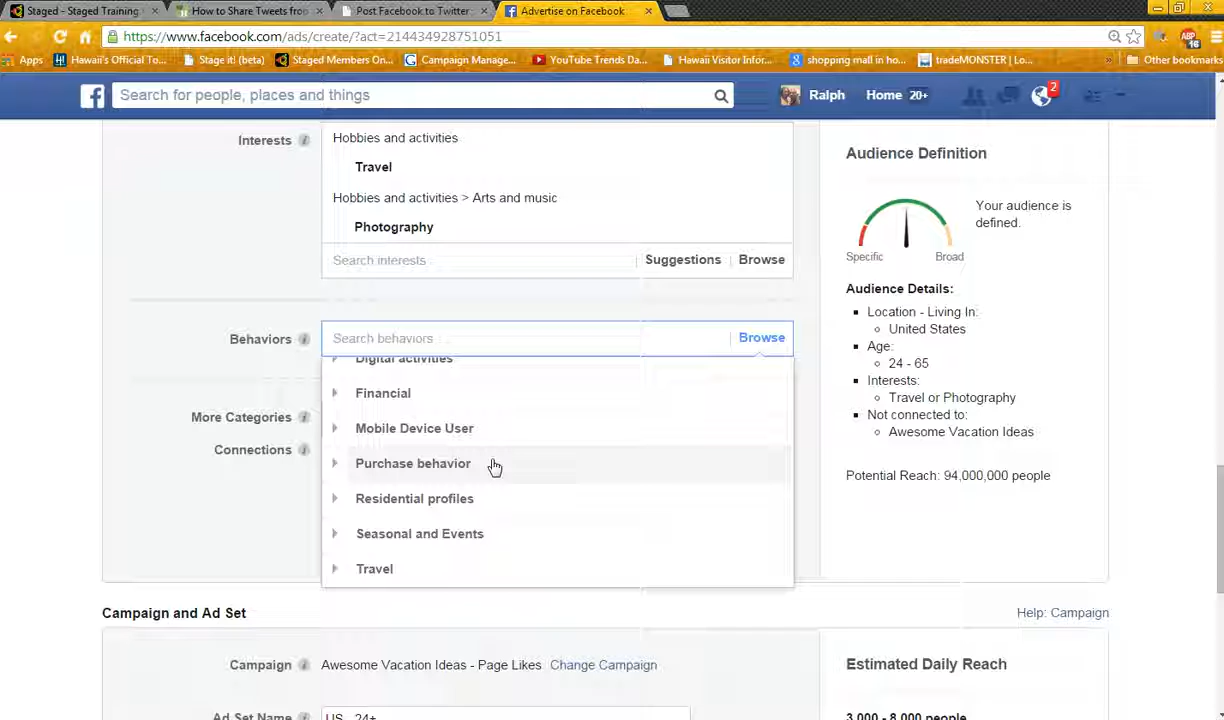 Staged - Staged Training
How to Share Tweets from
Post Facebook to Twitter
Advertise on Facebook
https://www.facebook.com/ads/create/?act=214434928751051
Apps
Hawaii's Official To...
Stage it! (beta)
Staged Members On...
Campaign Manage...
YouTube Trends Da...
Hawaii Visitor Infor...
shopping mall in ho...
tradeMONSTER | Lo...
Other bookmarks
ABP
16
Search for people, places and things
Ralph
Home 20+
2
Interests
Hobbies and activities
Travel
Hobbies and activities > Arts and music
Photography
Search interests
Suggestions
Browse
Behaviors
Search behaviors
Browse
Digital activities
Financial
Mobile Device User
Purchase behavior
Residential profiles
Seasonal and Events
Travel
More Categories
Connections
Audience Definition
Your audience is
defined.
Specific
Broad
Audience Details:
Location - Living In:
United States
Age:
24 - 65
Interests:
Travel or Photography
Not connected to:
Awesome Vacation Ideas
Potential Reach: 94,000,000 people
Campaign and Ad Set
Help: Campaign
Campaign
Awesome Vacation Ideas - Page Likes
Change Campaign
Ad Set Name
US - 24+
Estimated Daily Reach
3,000 - 8,000 people